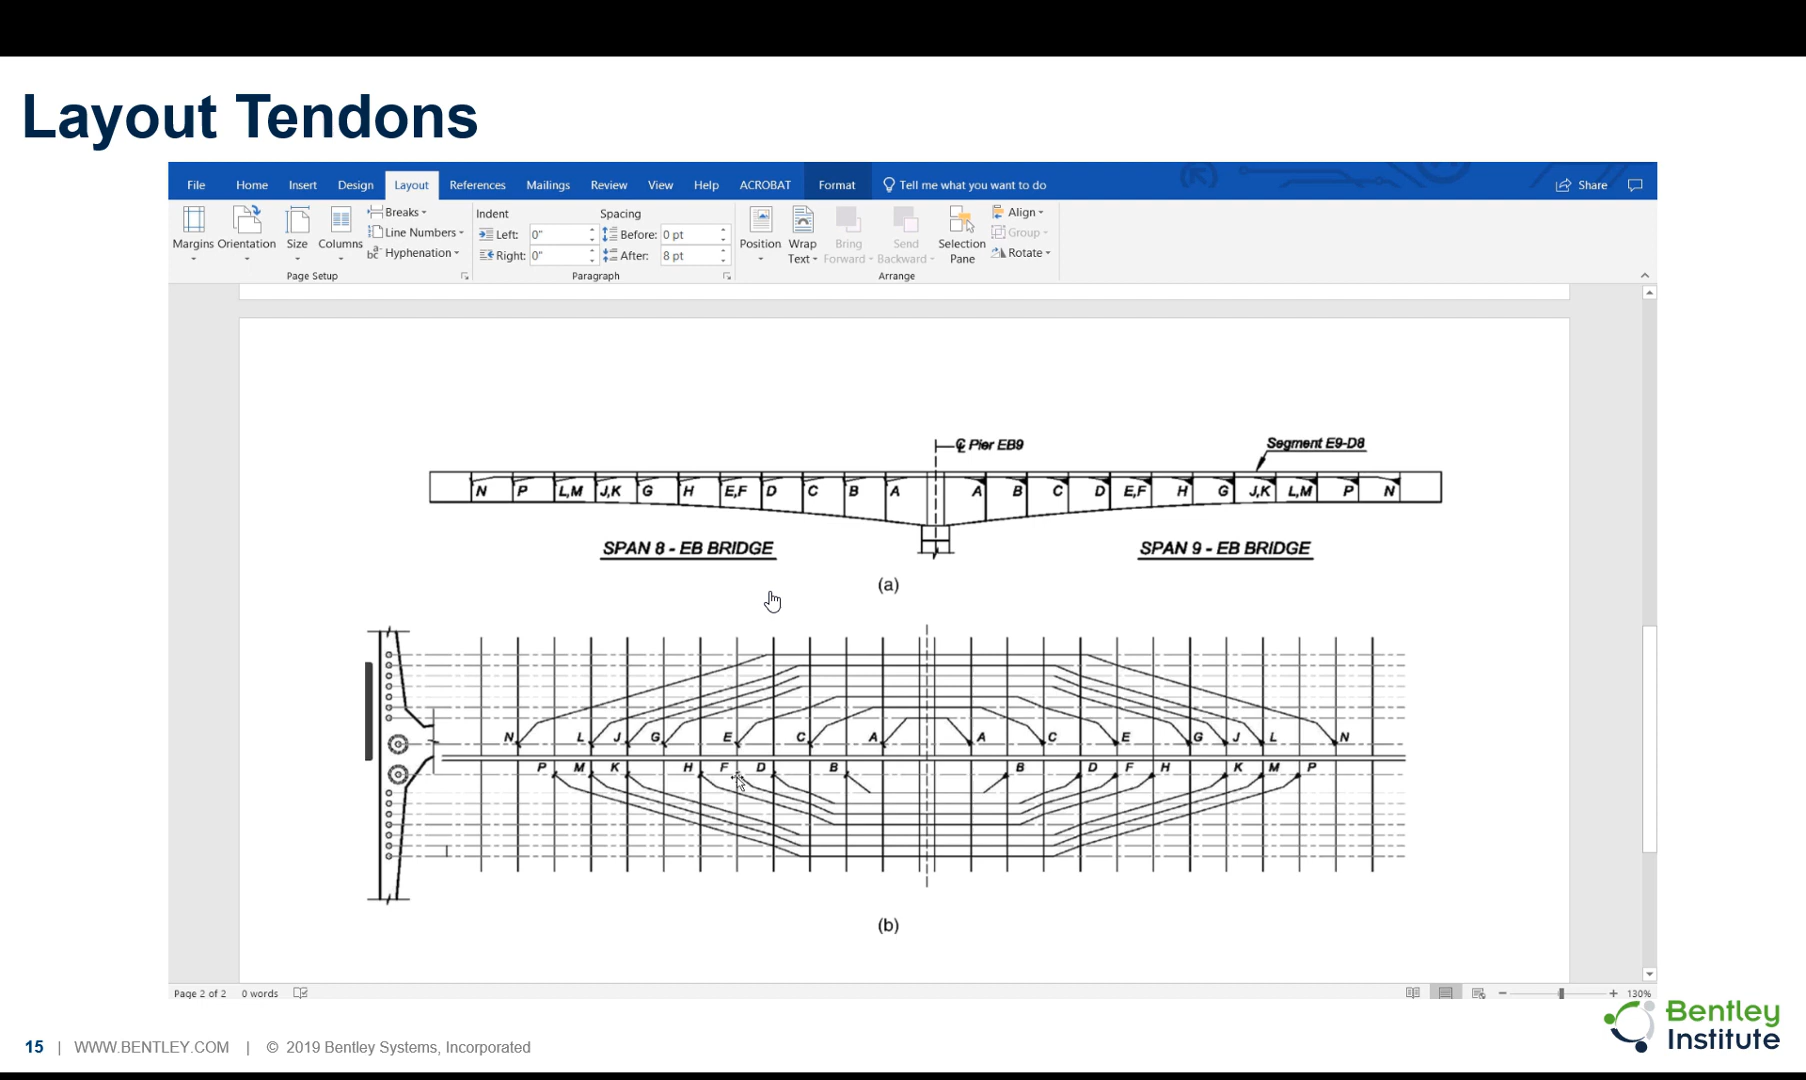 Layout Tendons
File Home Insert Design Layout References Mailings Review View Help ACROBAT Format Tell me what you want to do Share
Margins Orientation Size Columns
Breaks
Line Numbers
Hyphenation
Page Setup
Indent Spacing
Left: 0" Before: 0 pt
Right: 0" After: 8 pt
Paragraph
Position Wrap Text Bring Forward Send Backward Selection Pane
Align
Group
Rotate
Arrange
℄ Pier EB9
Segment E9-D8
N P L,M J,K G H E,F D C B A A B C D E,F H G J,K L,M P N
SPAN 8 - EB BRIDGE SPAN 9 - EB BRIDGE
(a)
N L J G E C A A C E G J L N
P M K H F D B B D F H K M P
(b)
Page 2 of 2 0 words 130%
15 | WWW.BENTLEY.COM | © 2019 Bentley Systems, Incorporated
Bentley
Institute